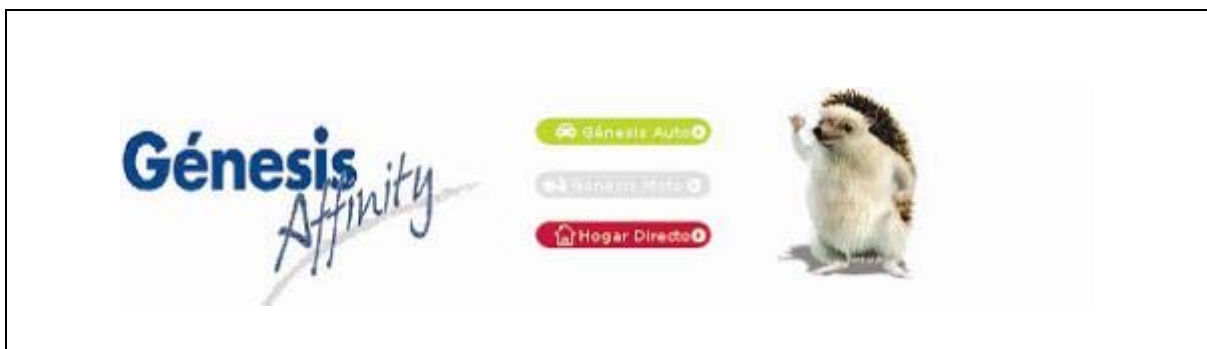 Génesis
Affinity
Génesis Auto
Génesis Moto
Hogar Directo